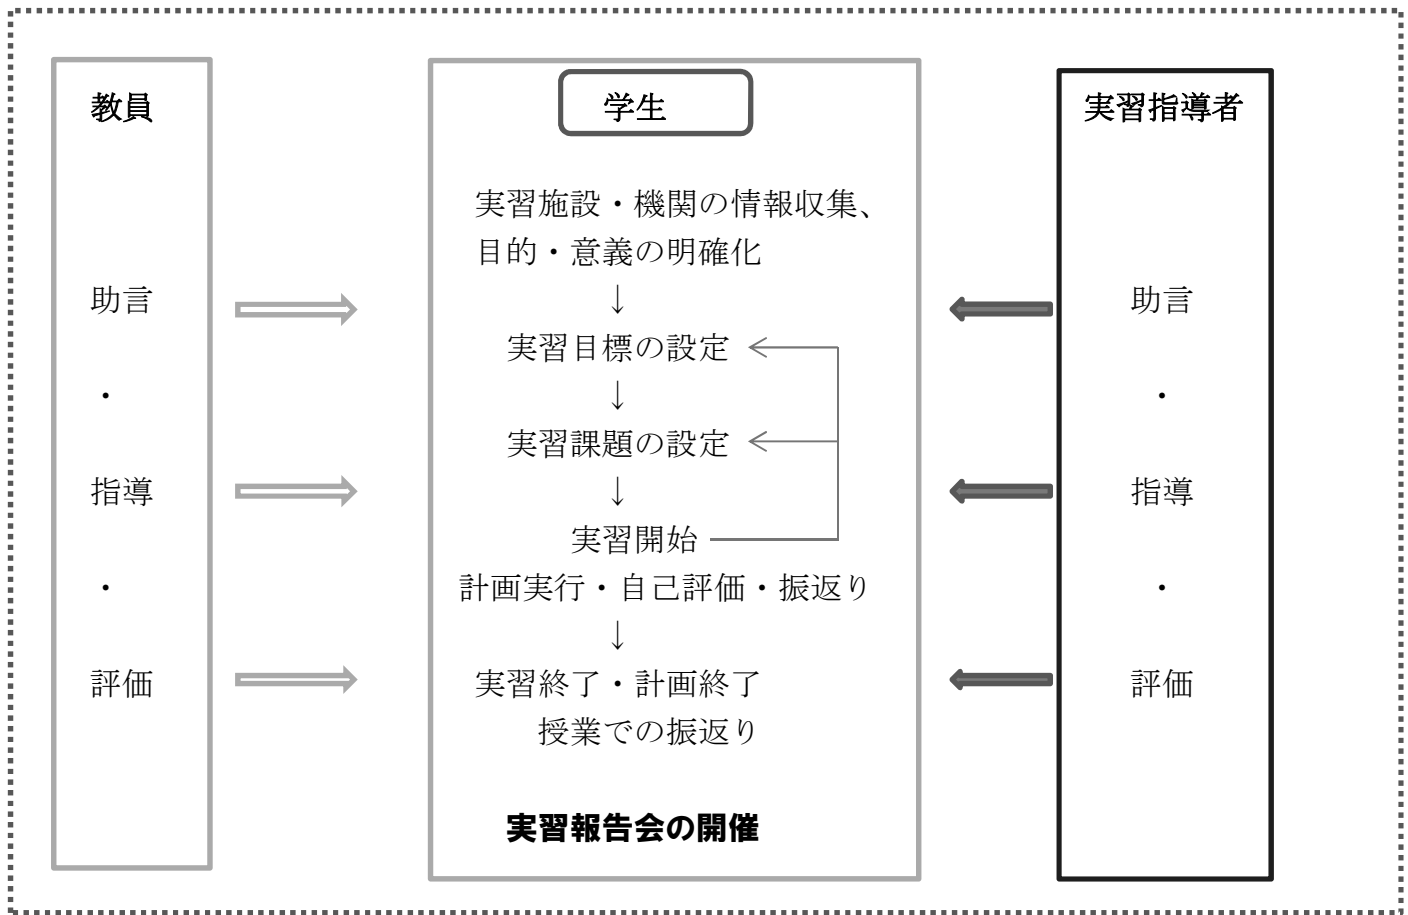 教員
助言
・
指導
・
評価
学生
実習施設・機関の情報収集、
目的・意義の明確化
↓
実習目標の設定
↓
実習課題の設定
↓
実習開始
計画実行・自己評価・振返り
↓
実習終了・計画終了
授業での振返り
実習報告会の開催
実習指導者
助言
・
指導
・
評価